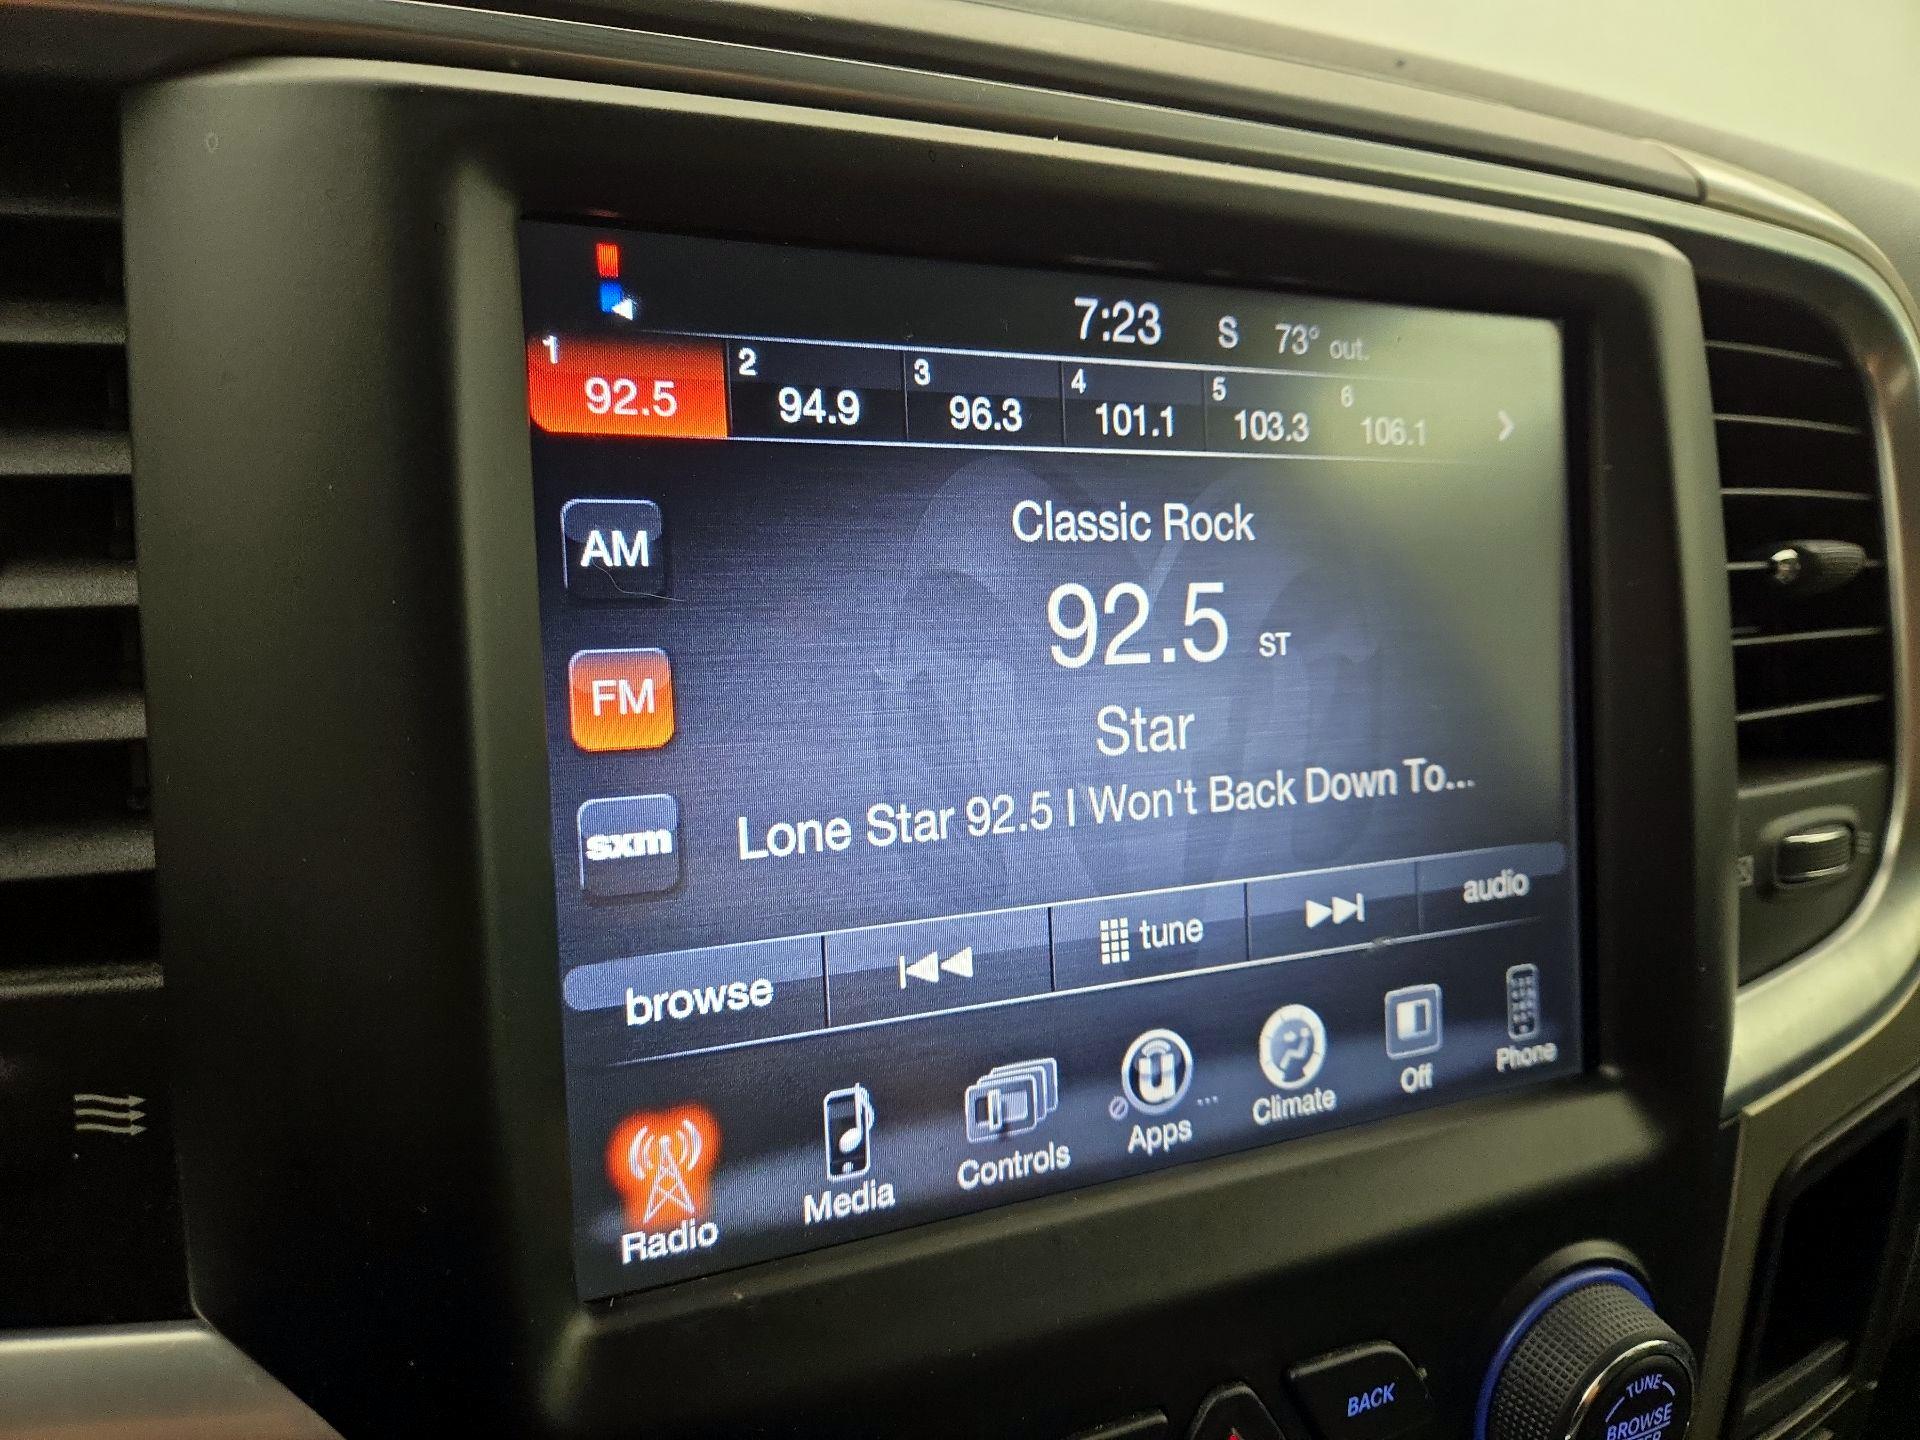 7:23 S 73° out.
1 92.5 2 94.9 3 96.3 4 101.1 5 103.3 6 106.1
AM
Classic Rock
92.5 ST
FM
Star
sxm
Lone Star 92.5 I Won't Back Down To...
browse tune audio
Radio Media Controls Apps ... Climate Off Phone
BACK
TUNE
BROWSE